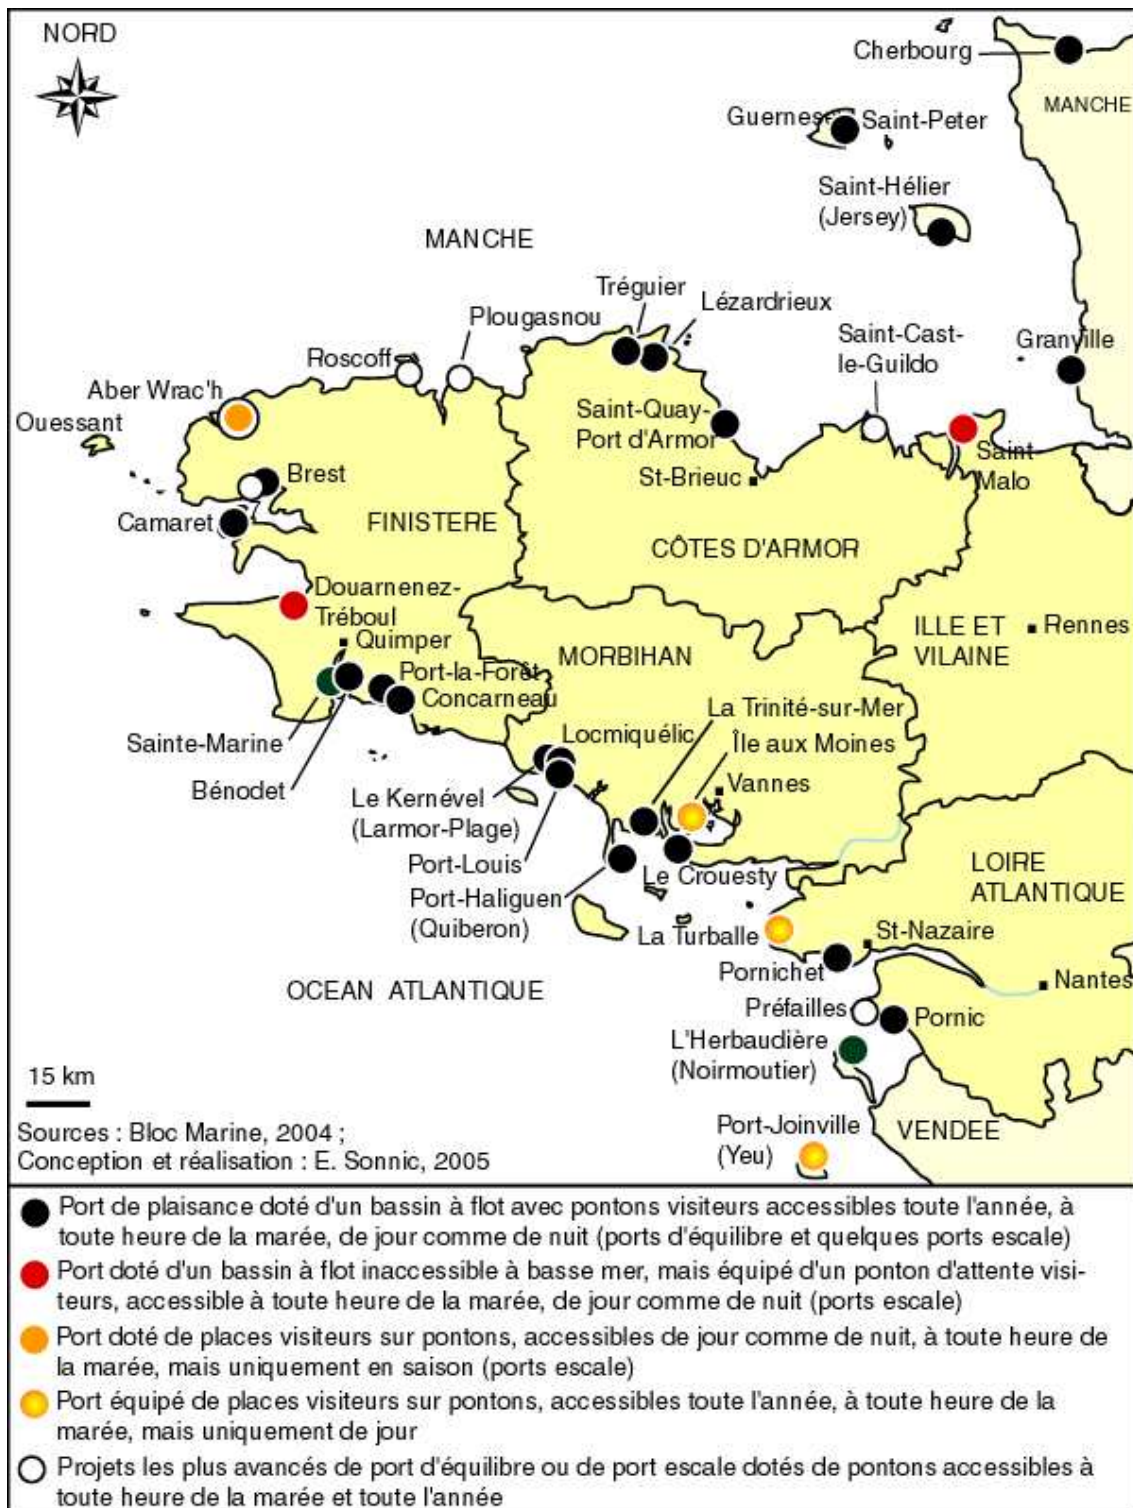 NORD
Cherbourg
MANCHE
Guernesey
Saint-Peter
Saint-Hélier
(Jersey)
MANCHE
Tréguier
Lézardrieux
Plougasnou
Saint-Cast-
le-Guildo
Granville
Roscoff
Aber Wrac'h
Ouessant
Saint-Quay-
Port d'Armor
Saint
Malo
St-Brieuc
Brest
Camaret
FINISTERE
CÔTES D'ARMOR
Douarnenez-
Tréboul
Quimper
MORBIHAN
ILLE ET
VILAINE
Rennes
Port-la-Forêt
Concarneau
La Trinité-sur-Mer
Sainte-Marine
Locmiquélic
Île aux Moines
Bénodet
Vannes
Le Kernével
(Larmor-Plage)
Port-Louis
Le Crouesty
LOIRE
ATLANTIQUE
Port-Haliguen
(Quiberon)
La Turballe
St-Nazaire
Pornichet
Nantes
OCEAN ATLANTIQUE
Préfailles
Pornic
L'Herbaudière
(Noirmoutier)
15 km
Port-Joinville
(Yeu)
VENDEE
Sources : Bloc Marine, 2004 ;
Conception et réalisation : E. Sonnic, 2005
Port de plaisance doté d'un bassin à flot avec pontons visiteurs accessibles toute l'année, à
toute heure de la marée, de jour comme de nuit (ports d'équilibre et quelques ports escale)
Port doté d'un bassin à flot inaccessible à basse mer, mais équipé d'un ponton d'attente visi-
teurs, accessible à toute heure de la marée, de jour comme de nuit (ports escale)
Port doté de places visiteurs sur pontons, accessibles de jour comme de nuit, à toute heure de
la marée, mais uniquement en saison (ports escale)
Port équipé de places visiteurs sur pontons, accessibles toute l'année, à toute heure de la
marée, mais uniquement de jour
Projets les plus avancés de port d'équilibre ou de port escale dotés de pontons accessibles à
toute heure de la marée et toute l'année